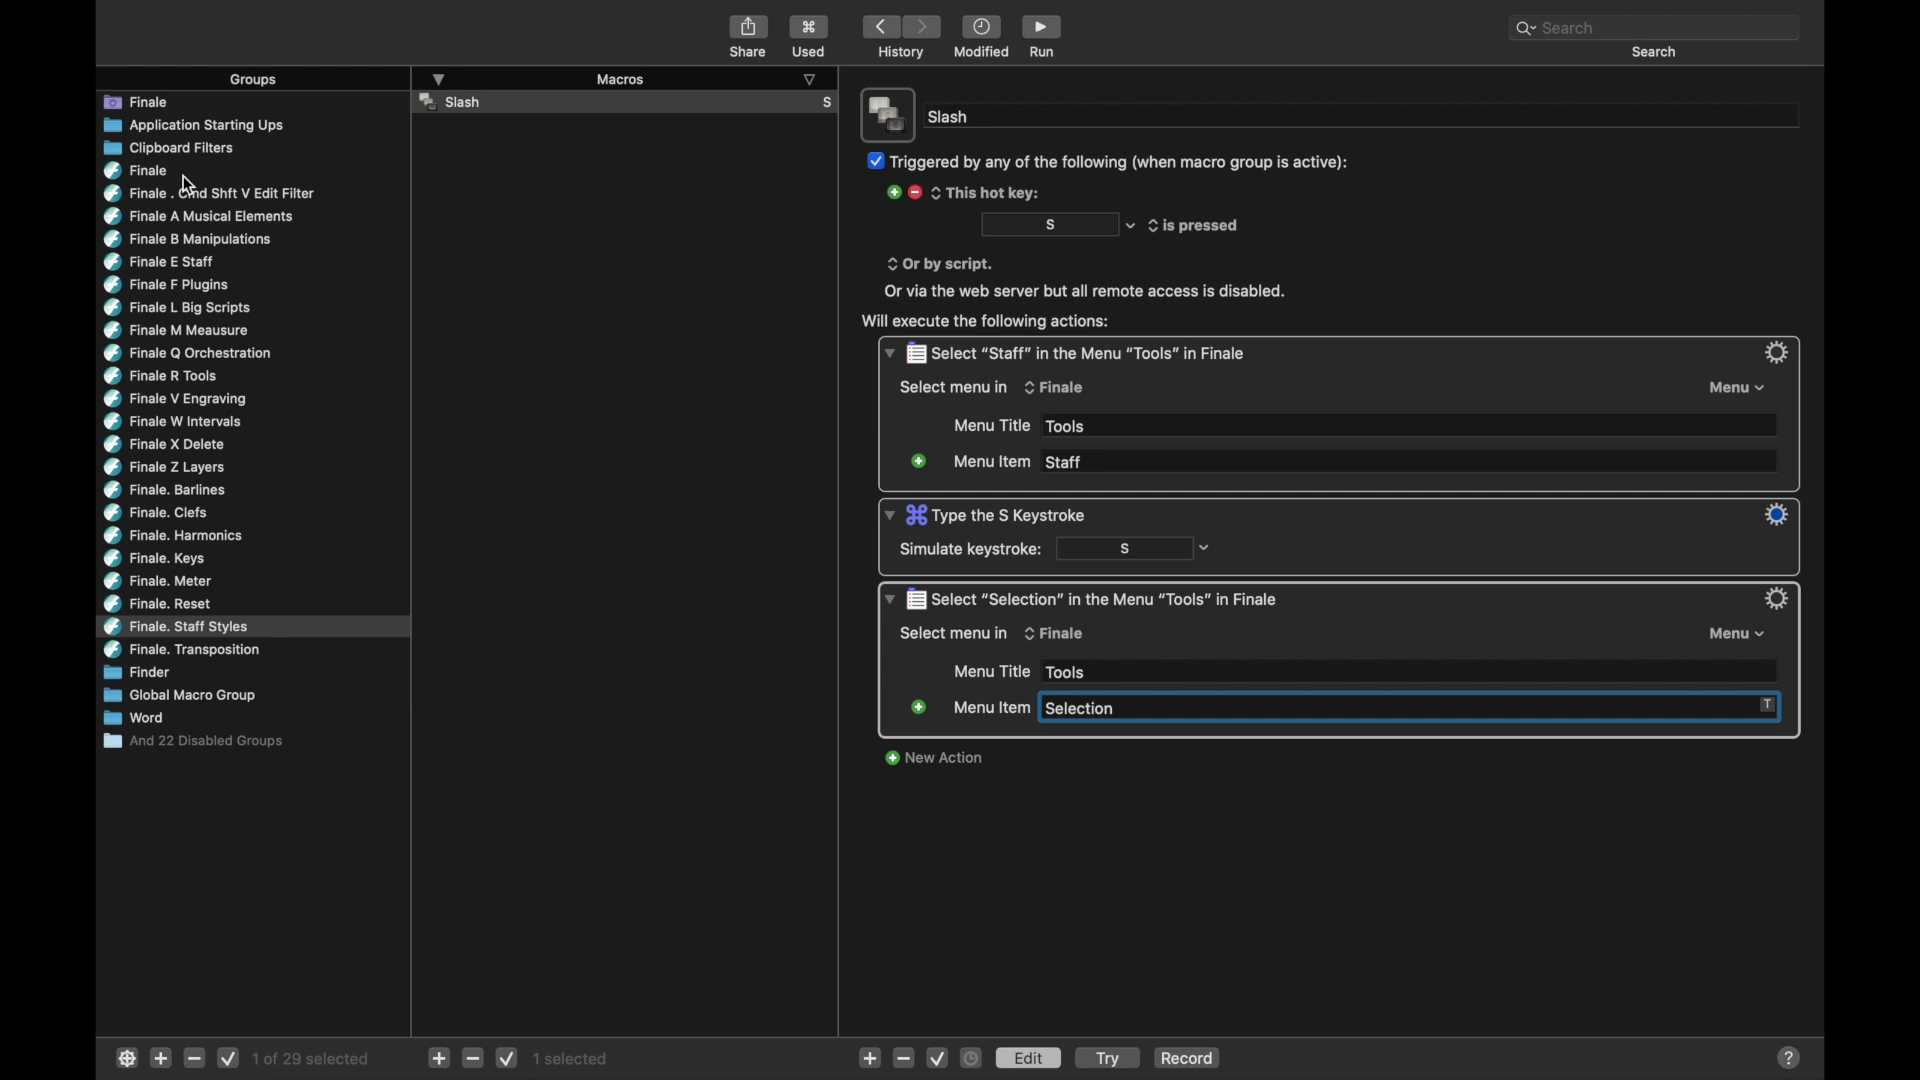 Share
Used
History
Modified
Run
Search
Search
Groups
Macros
Finale
Application Starting Ups
Clipboard Filters
Finale
Finale . Cmd Shft V Edit Filter
Finale A Musical Elements
Finale B Manipulations
Finale E Staff
Finale F Plugins
Finale L Big Scripts
Finale M Meausure
Finale Q Orchestration
Finale R Tools
Finale V Engraving
Finale W Intervals
Finale X Delete
Finale Z Layers
Finale. Barlines
Finale. Clefs
Finale. Harmonics
Finale. Keys
Finale. Meter
Finale. Reset
Finale. Staff Styles
Finale. Transposition
Finder
Global Macro Group
Word
And 22 Disabled Groups
Slash S
Slash
Triggered by any of the following (when macro group is active):
This hot key:
S is pressed
Or by script.
Or via the web server but all remote access is disabled.
Will execute the following actions:
Select “Staff” in the Menu “Tools” in Finale
Select menu in Finale Menu
Menu Title Tools
Menu Item Staff
Type the S Keystroke
Simulate keystroke: S
Select “Selection” in the Menu “Tools” in Finale
Select menu in Finale Menu
Menu Title Tools
Menu Item Selection T
New Action
1 of 29 selected
1 selected
Edit
Try
Record
?